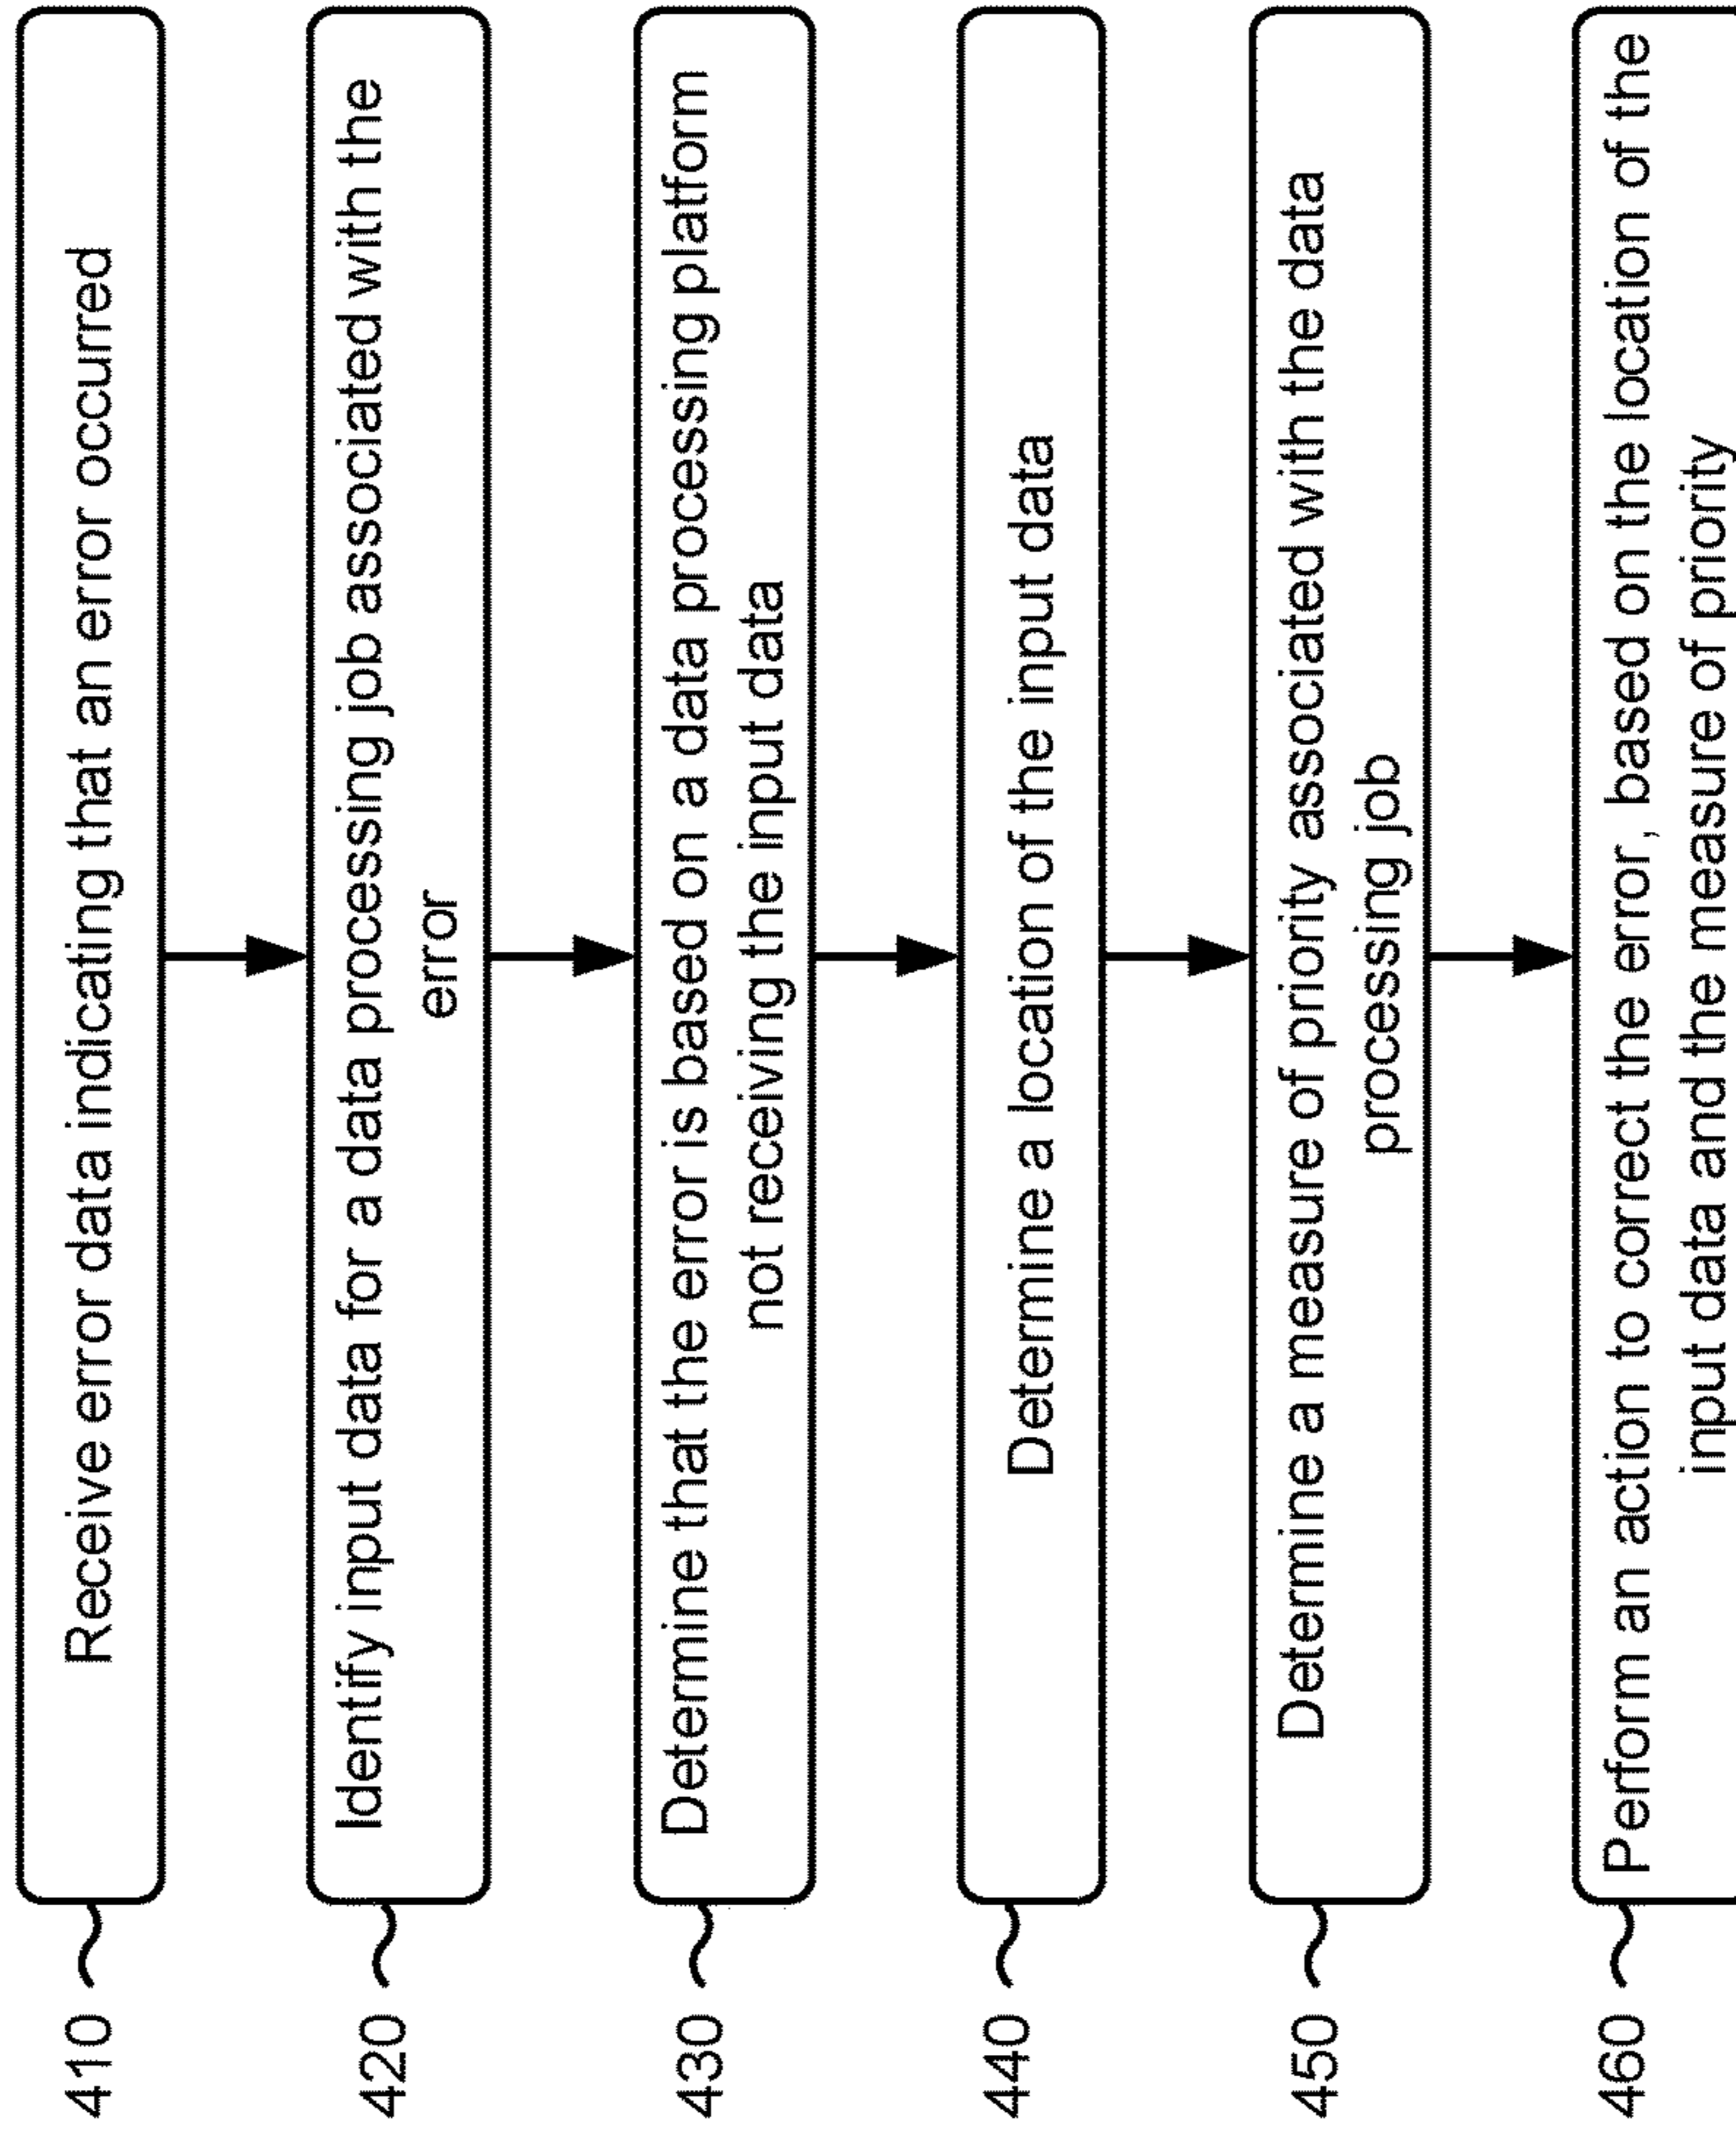 410
Receive error data indicating that an error occurred
420
Identify input data for a data processing job associated with the
error
430
Determine that the error is based on a data processing platform
not receiving the input data
440
Determine a location of the input data
450
Determine a measure of priority associated with the data
processing job
460
Perform an action to correct the error, based on the location of the
input data and the measure of priority